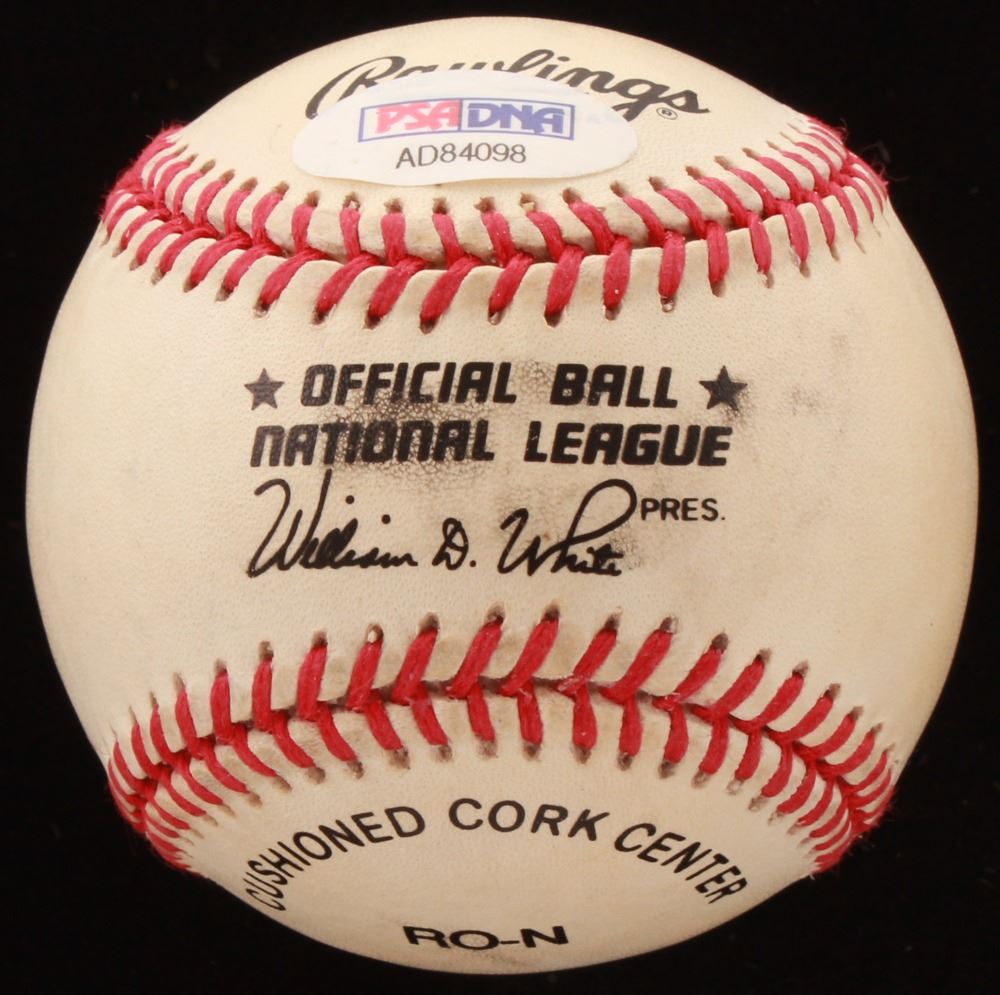 Rawlings ®
PSA DNA
AD84098
★ OFFICIAL BALL ★
NATIONAL LEAGUE
William D. White PRES.
CUSHIONED CORK CENTER
RO-N